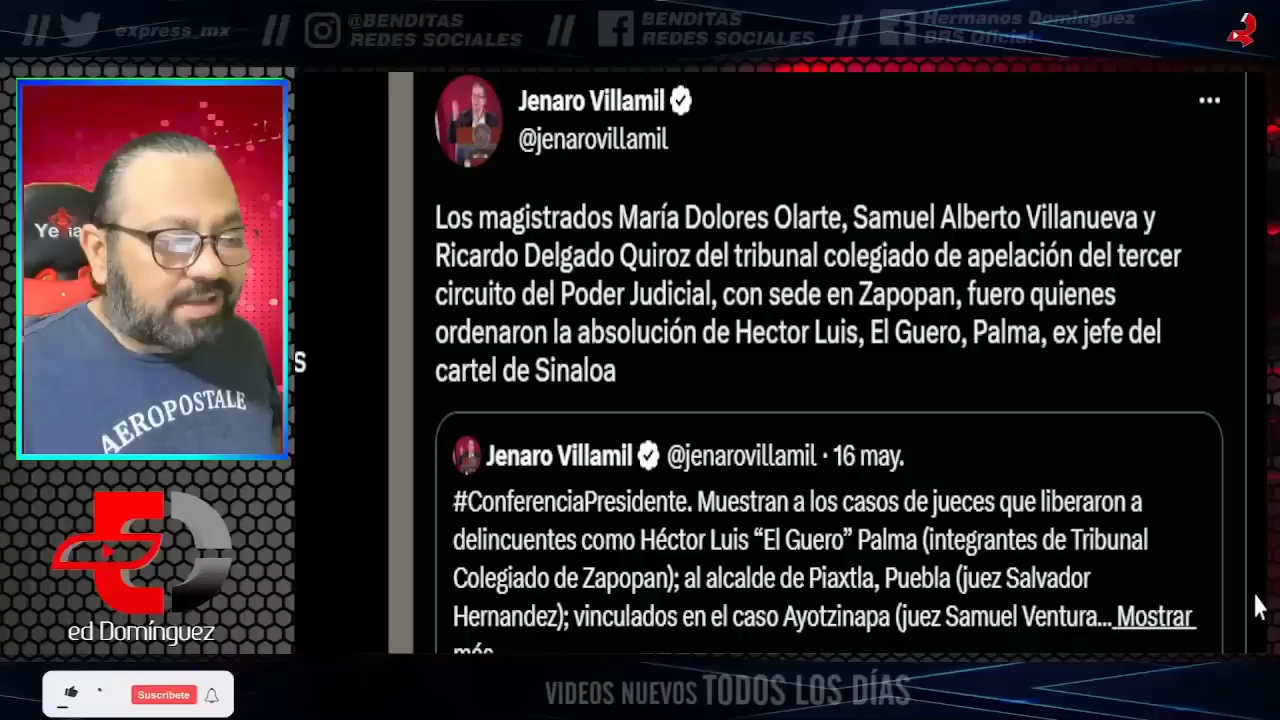 express_mx
@BENDITAS
REDES SOCIALES
BENDITAS
REDES SOCIALES
Hermanos Domínguez
BRS Oficial
Jenaro Villamil
@jenarovillamil
Los magistrados María Dolores Olarte, Samuel Alberto Villanueva y
Ricardo Delgado Quiroz del tribunal colegiado de apelación del tercer
circuito del Poder Judicial, con sede en Zapopan, fuero quienes
ordenaron la absolución de Hector Luis, El Guero, Palma, ex jefe del
cartel de Sinaloa
Jenaro Villamil @jenarovillamil · 16 may.
#ConferenciaPresidente. Muestran a los casos de jueces que liberaron a
delincuentes como Héctor Luis “El Guero” Palma (integrantes de Tribunal
Colegiado de Zapopan); al alcalde de Piaxtla, Puebla (juez Salvador
Hernandez); vinculados en el caso Ayotzinapa (juez Samuel Ventura... Mostrar
más
s
AEROPOSTALE
ed Domínguez
Suscríbete
VIDEOS NUEVOS TODOS LOS DÍAS